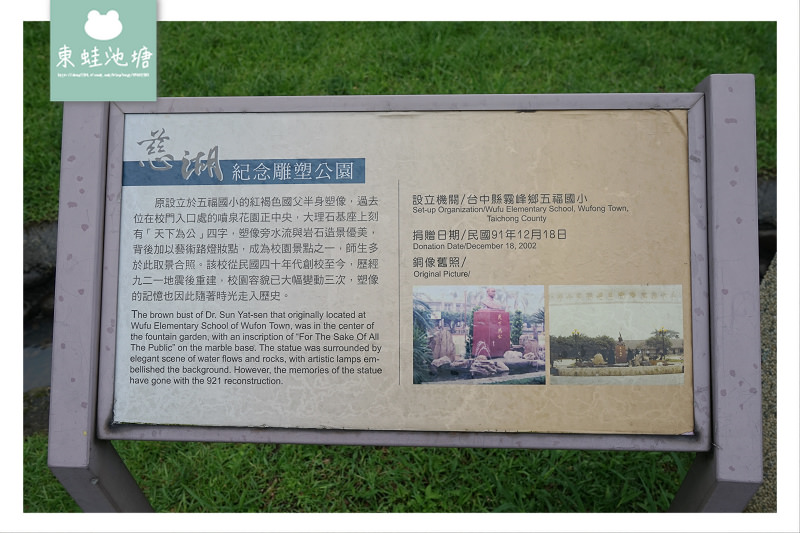 東蛙池塘
慈湖 紀念雕塑公園
原設立於五福國小的紅褐色國父半身塑像，過去
位在校門入口處的噴泉花園正中央，大理石基座上刻
有「天下為公」四字，塑像旁水流與岩石造景優美，
背後加以藝術路燈妝點，成為校園景點之一，師生多
於此取景合照。該校從民國四十年代創校至今，歷經
九二一地震後重建，校園容貌已大幅變動三次，塑像
的記憶也因此隨著時光走入歷史。
The brown bust of Dr. Sun Yat-sen that originally located at
Wufu Elementary School of Wufon Town, was in the center of
the fountain garden, with an inscription of “For The Sake Of All
The Public” on the marble base. The statue was surrounded by
elegant scene of water flows and rocks, with artistic lamps em-
bellished the background. However, the memories of the statue
have gone with the 921 reconstruction.
設立機關/台中縣霧峰鄉五福國小
Set-up Organization/Wufu Elementary School, Wufong Town,
Taichong County
捐贈日期/民國91年12月18日
Donation Date/December 18, 2002
銅像舊照/
Original Picture/